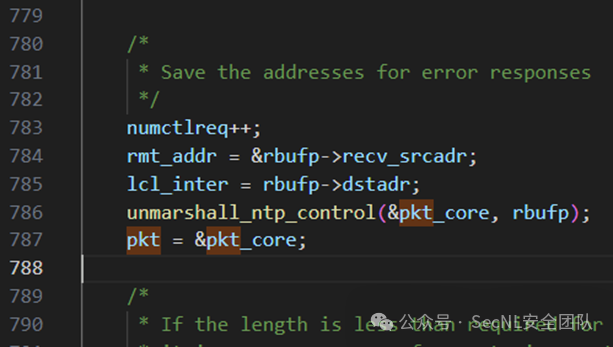 779
780 /*
781 * Save the addresses for error responses
782 */
783 numctlreq++;
784 rmt_addr = &rbufp->recv_srcadr;
785 lcl_inter = rbufp->dstadr;
786 unmarshall_ntp_control(&pkt_core, rbufp);
787 pkt = &pkt_core;
788
789 /*
790 * If the length is less than required for
公众号 · SecNL安全团队